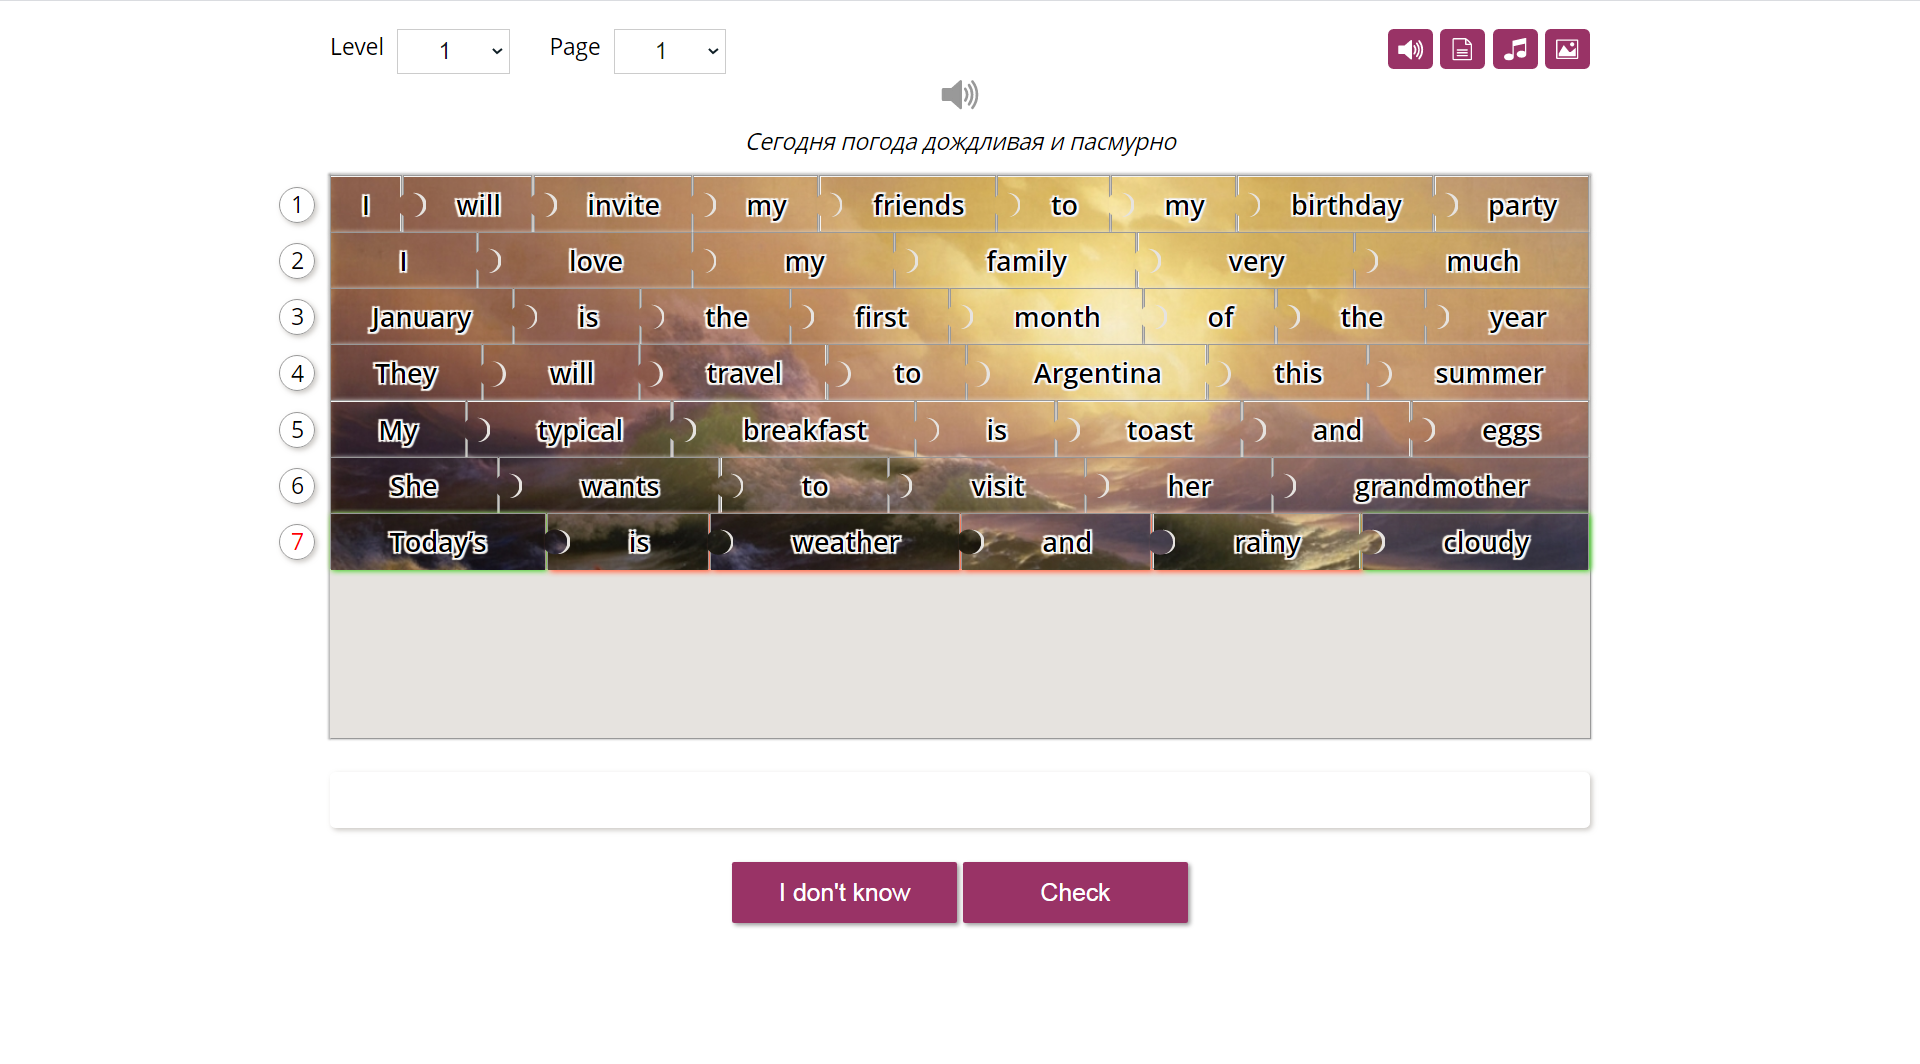 Level 1 Page 1
Сегодня погода дождливая и пасмурно
1 I will invite my friends to my birthday party
2 I love my family very much
3 January is the first month of the year
4 They will travel to Argentina this summer
5 My typical breakfast is toast and eggs
6 She wants to visit her grandmother
7 Today's is weather and rainy cloudy
I don't know Check